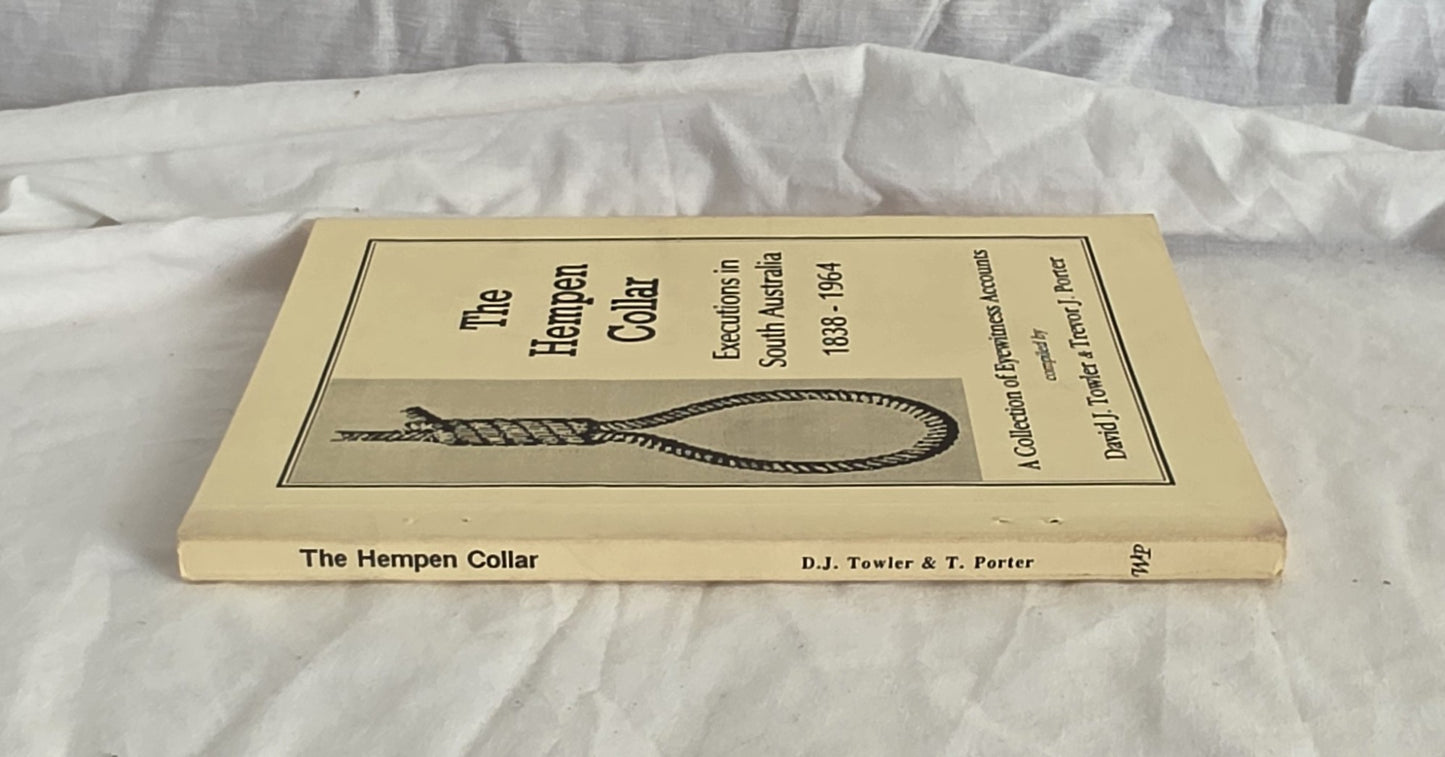 The
Hempen
Collar
Executions in
South Australia
1838 - 1964
A Collection of Eyewitness Accounts
compiled by
David J. Towler & Trevor J. Porter
The Hempen Collar
D.J. Towler & T. Porter
WP